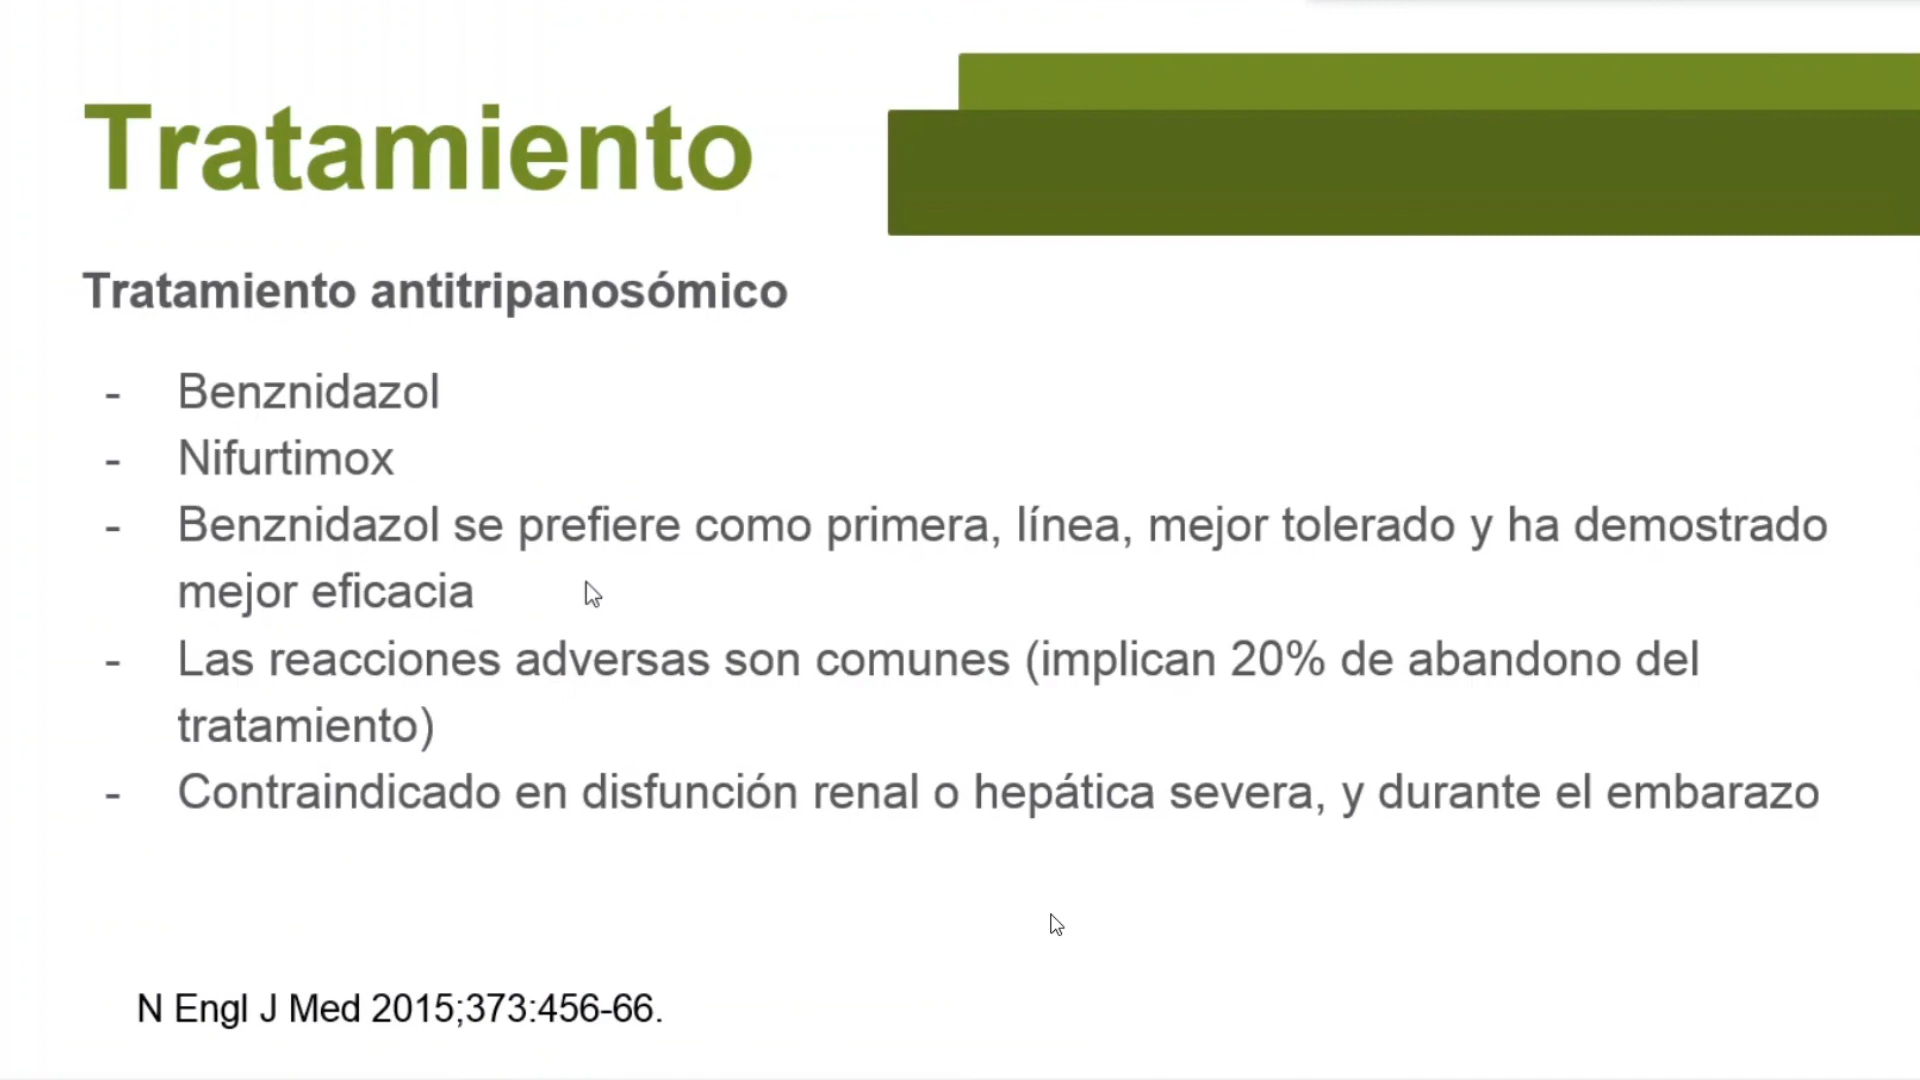 Tratamiento
Tratamiento antitripanosómico
- Benznidazol
- Nifurtimox
- Benznidazol se prefiere como primera, línea, mejor tolerado y ha demostrado
mejor eficacia
- Las reacciones adversas son comunes (implican 20% de abandono del
tratamiento)
- Contraindicado en disfunción renal o hepática severa, y durante el embarazo
N Engl J Med 2015;373:456-66.